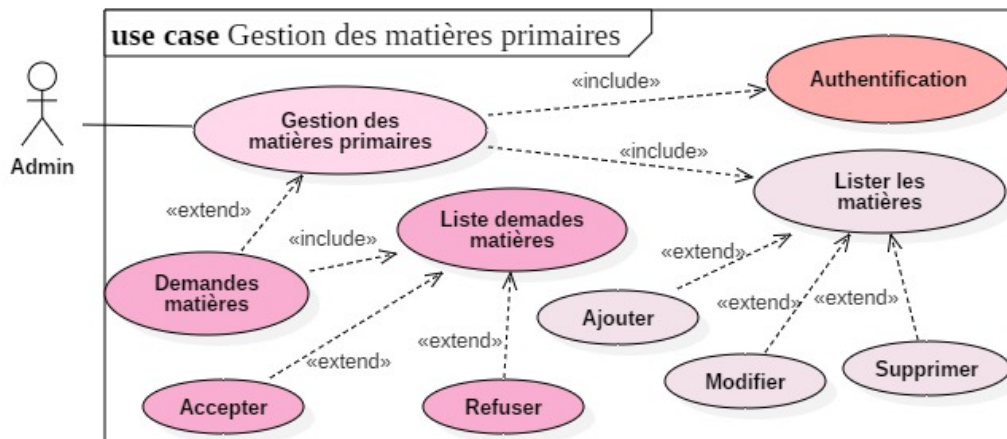 use case Gestion des matières primaires
«include»
Authentification
Gestion des
matières primaires
Admin
«include»
Lister les
matières
«extend»
Liste demades
matières
«include»
«extend»
Demandes
matières
Ajouter
«extend»
«extend»
«extend»
«extend»
Accepter
Refuser
Modifier
Supprimer